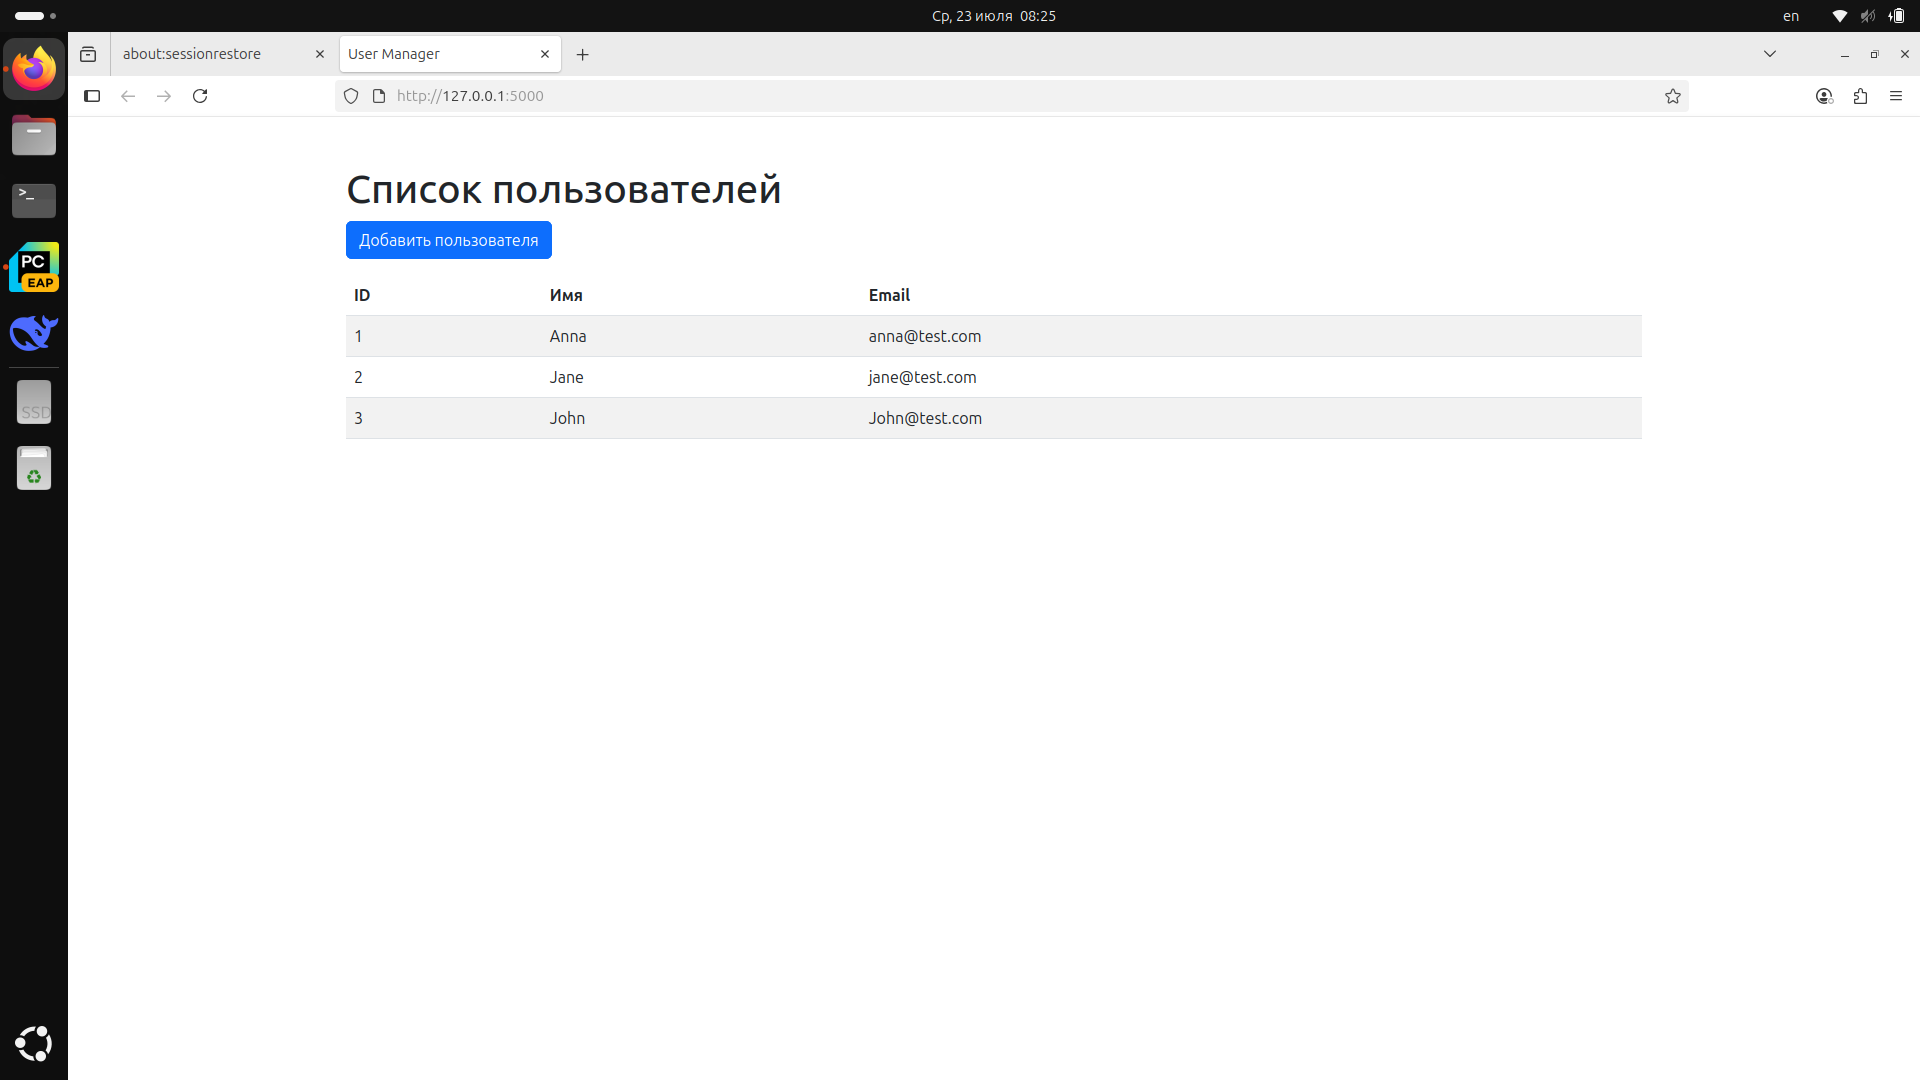 Ср, 23 июля 08:25
en
about:sessionrestore
User Manager
http://127.0.0.1:5000
>_
PC
EAP
SSD
Список пользователей
Добавить пользователя
ID Имя Email
1 Anna anna@test.com
2 Jane jane@test.com
3 John John@test.com